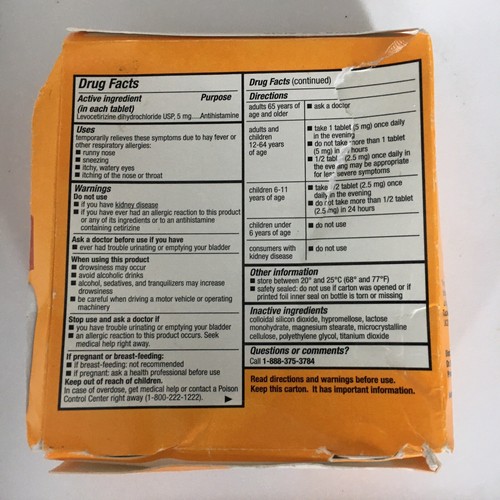 Drug Facts
Active ingredient Purpose
(in each tablet)
Levocetirizine dihydrochloride USP, 5 mg.....Antihistamine
Uses
temporarily relieves these symptoms due to hay fever or
other respiratory allergies:
■ runny nose
■ sneezing
■ itchy, watery eyes
■ itching of the nose or throat
Warnings
Do not use
■ if you have kidney disease
■ if you have ever had an allergic reaction to this product
or any of its ingredients or to an antihistamine
containing cetirizine
Ask a doctor before use if you have
■ ever had trouble urinating or emptying your bladder
When using this product
■ drowsiness may occur
■ avoid alcoholic drinks
■ alcohol, sedatives, and tranquilizers may increase
drowsiness
■ be careful when driving a motor vehicle or operating
machinery
Stop use and ask a doctor if
■ you have trouble urinating or emptying your bladder
■ an allergic reaction to this product occurs. Seek
medical help right away.
If pregnant or breast-feeding:
■ if breast-feeding: not recommended
■ if pregnant: ask a health professional before use
Keep out of reach of children.
In case of overdose, get medical help or contact a Poison
Control Center right away (1-800-222-1222). ►
Drug Facts (continued)
Directions
adults 65 years of
age and older
■ ask a doctor
adults and
children
12-64 years
of age
■ take 1 tablet (5 mg) once daily
in the evening
■ do not take more than 1 tablet
(5 mg) in hours
■ 1/2 tablet (2.5 mg) once daily in
the evening may be appropriate
for less severe symptoms
children 6-11
years of age
■ take 1/2 tablet (2.5 mg) once
daily in the evening
■ do not take more than 1/2 tablet
(2.5 mg) in 24 hours
children under
6 years of age
■ do not use
consumers with
kidney disease
■ do not use
Other information
■ store between 20° and 25°C (68° and 77°F)
■ safety sealed: do not use if carton was opened or if
printed foil inner seal on bottle is torn or missing
Inactive ingredients
colloidal silicon dioxide, hypromellose, lactose
monohydrate, magnesium stearate, microcrystalline
cellulose, polyethylene glycol, titanium dioxide
Questions or comments?
Call 1-888-375-3784
Read directions and warnings before use.
Keep this carton. It has important information.